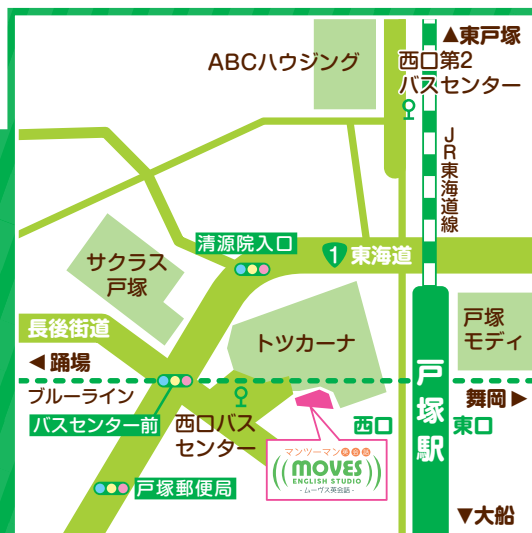 ▲東戸塚
ABCハウジング
西口第2
バスセンター
JR東海道線
清源院入口
1 東海道
サクラス
戸塚
長後街道
トツカーナ
戸塚
モディ
◀踊場
ブルーライン
舞岡▶
戸塚駅
バスセンター前
西口バス
センター
西口
東口
マンツーマン英会話
MOVES
ENGLISH STUDIO
- ムーヴス英会話 -
戸塚郵便局
▼大船